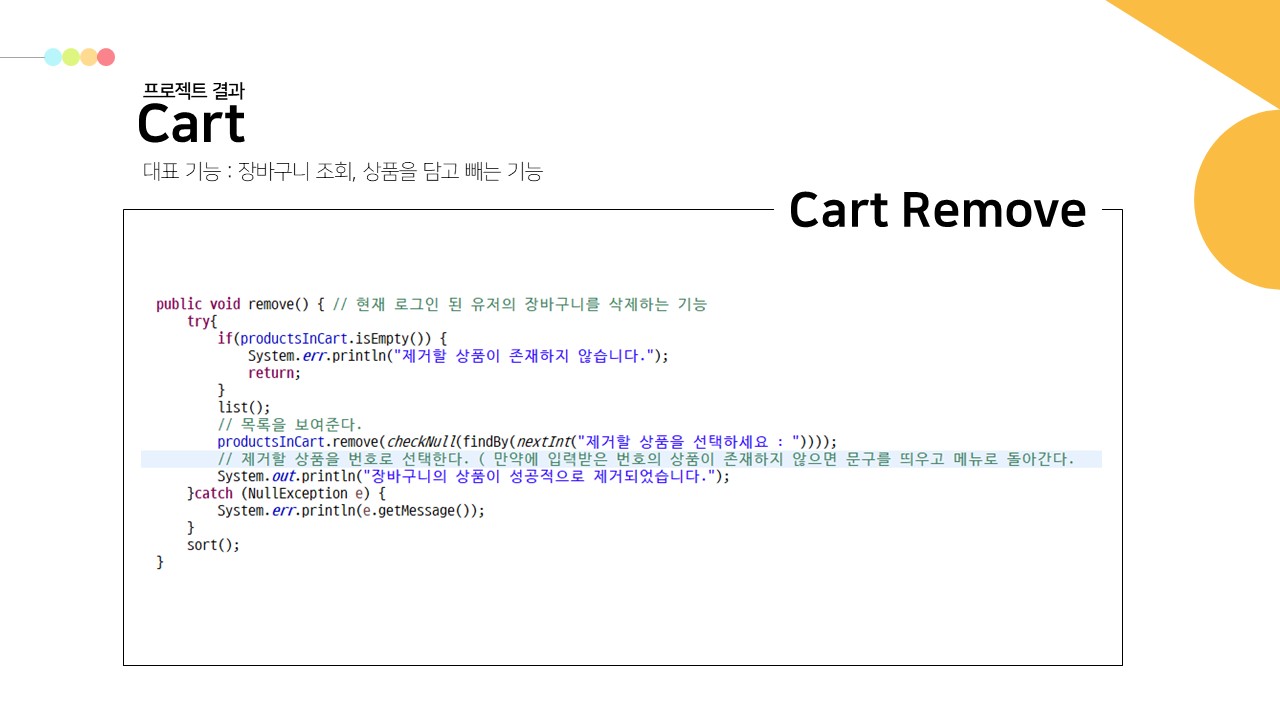 프로젝트 결과
Cart
대표 기능 : 장바구니 조회, 상품을 담고 빼는 기능
Cart Remove
public void remove() { // 현재 로그인 된 유저의 장바구니를 삭제하는 기능
try{
if(productsInCart.isEmpty()) {
System.err.println("제거할 상품이 존재하지 않습니다.");
return;
}
list();
// 목록을 보여준다.
productsInCart.remove(checkNull(findBy(nextInt("제거할 상품을 선택하세요 : "))));
// 제거할 상품을 번호로 선택한다. ( 만약에 입력받은 번호의 상품이 존재하지 않으면 문구를 띄우고 메뉴로 돌아간다.
System.out.println("장바구니의 상품이 성공적으로 제거되었습니다.");
}catch (NullException e) {
System.err.println(e.getMessage());
}
sort();
}